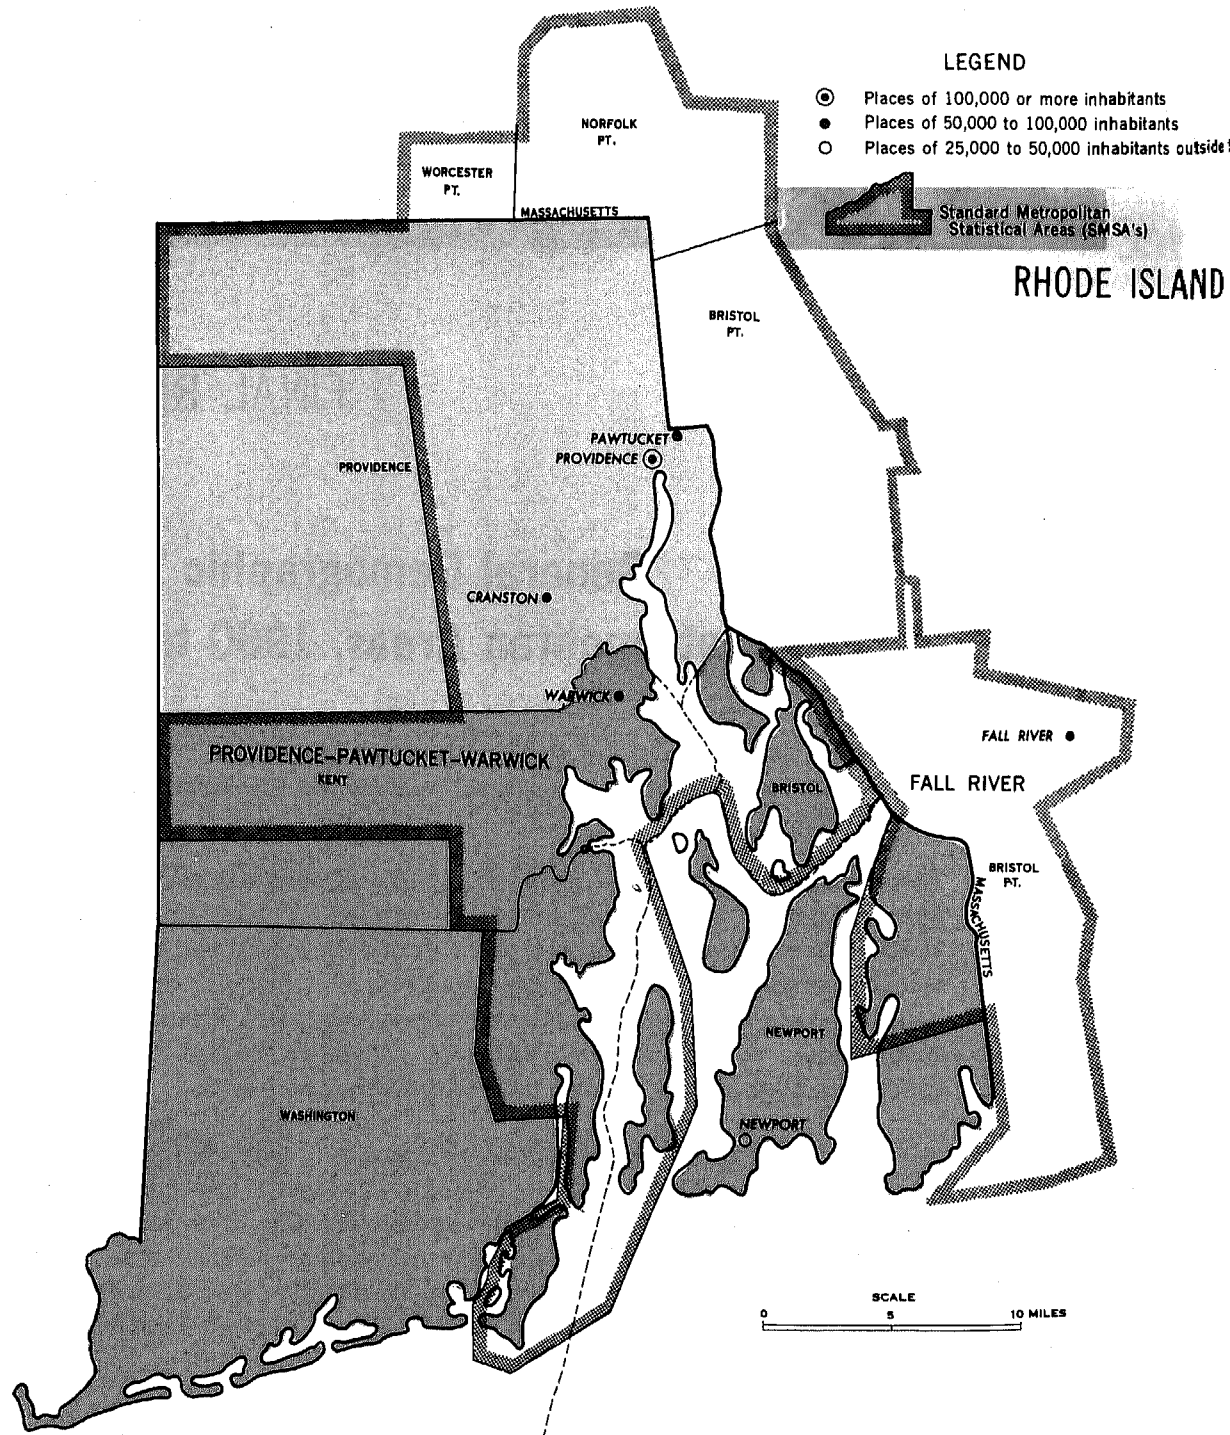 LEGEND
Places of 100,000 or more inhabitants
Places of 50,000 to 100,000 inhabitants
Places of 25,000 to 50,000 inhabitants outside
Standard Metropolitan
Statistical Areas (SMSA's)
RHODE ISLAND
NORFOLK
PT.
WORCESTER
PT.
MASSACHUSETTS
BRISTOL
PT.
PAWTUCKET
PROVIDENCE
PROVIDENCE
CRANSTON
WARWICK
PROVIDENCE-PAWTUCKET-WARWICK
KENT
FALL RIVER
FALL RIVER
BRISTOL
BRISTOL
PT.
MASSACHUSETTS
NEWPORT
WASHINGTON
NEWPORT
SCALE
0 5 10 MILES